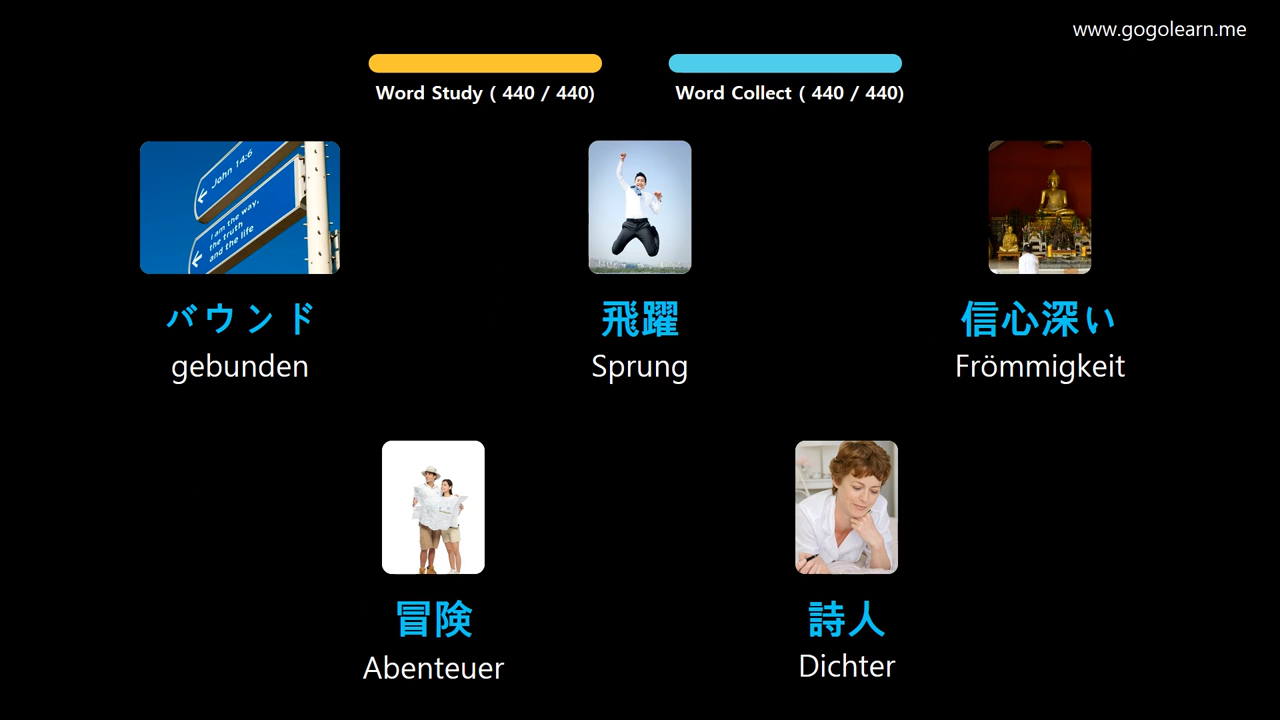 www.gogolearn.me
Word Study ( 440 / 440)
Word Collect ( 440 / 440)
John 14:6
I am the way,
the truth
and the life
バウンド
飛躍
信心深い
gebunden
Sprung
Frömmigkeit
冒険
詩人
Abenteuer
Dichter